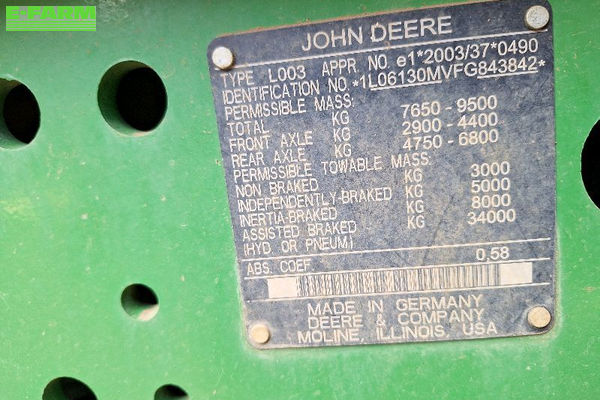 E-FARM
JOHN DEERE
TYPE L003 APPR NO. e1*2003/37*0490
IDENTIFICATION NO.*1L06130MVFG843842*
PERMISSIBLE MASS:
TOTAL KG 7650 - 9500
FRONT AXLE KG 2900 - 4400
REAR AXLE KG 4750 - 6800
PERMISSIBLE TOWABLE MASS:
NON BRAKED KG 3000
INDEPENDENTLY-BRAKED KG 5000
INERTIA-BRAKED KG 8000
ASSISTED BRAKED KG 34000
(HYD OR PNEUM)
ABS. COEF 0,58
MADE IN GERMANY
DEERE & COMPANY
MOLINE, ILLINOIS, USA